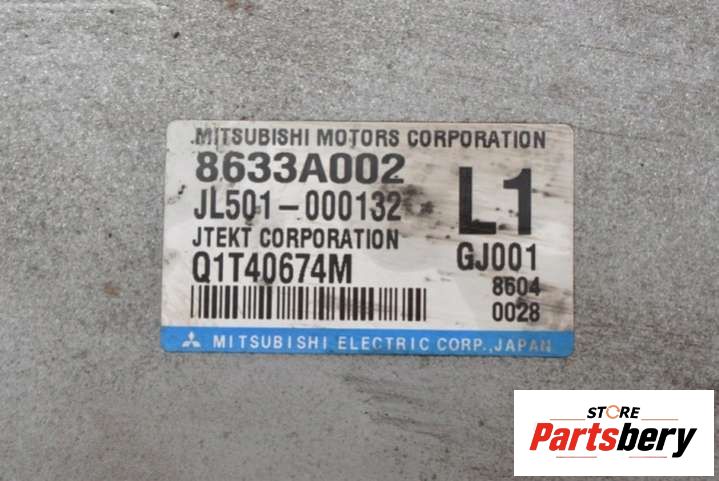 MITSUBISHI MOTORS CORPORATION
8633A002
JL501-000132
L1
JTEKT CORPORATION
GJ001
Q1T40674M
8604
0028
MITSUBISHI ELECTRIC CORP., JAPAN
STORE
Partsbery